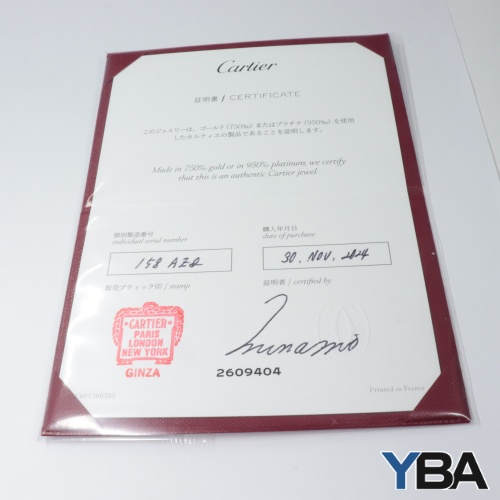 Cartier
証明書 / CERTIFICATE
このジュエリーは、ゴールド (750‰) またはプラチナ (950‰) を使用
したカルティエの製品であることを証明します。
Made in 750‰ gold or in 950‰ platinum, we certify
that this is an authentic Cartier jewel.
個別製造番号
individual serial number
購入年月日
date of purchase
30. NOV. 2024
販売ブティック印 / stamp
証明者 / certified by
CARTIER
PARIS
LONDON
NEW YORK
GINZA
2609404
Printed in France
YBA